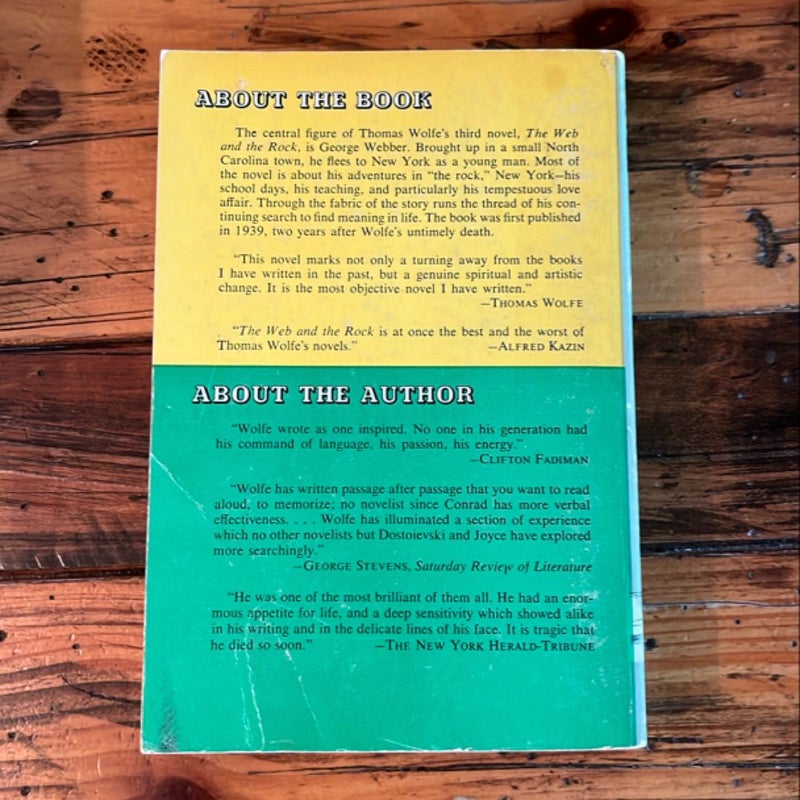 ABOUT THE BOOK
The central figure of Thomas Wolfe's third novel, The Web
and the Rock, is George Webber. Brought up in a small North
Carolina town, he flees to New York as a young man. Most of
the novel is about his adventures in "the rock," New York—his
school days, his teaching, and particularly his tempestuous love
affair. Through the fabric of the story runs the thread of his con-
tinuing search to find meaning in life. The book was first published
in 1939, two years after Wolfe's untimely death.
"This novel marks not only a turning away from the books
I have written in the past, but a genuine spiritual and artistic
change. It is the most objective novel I have written."
—THOMAS WOLFE
"The Web and the Rock is at once the best and the worst of
Thomas Wolfe's novels." —ALFRED KAZIN
ABOUT THE AUTHOR
"Wolfe wrote as one inspired. No one in his generation had
his command of language, his passion, his energy."
—CLIFTON FADIMAN
"Wolfe has written passage after passage that you want to read
aloud, to memorize; no novelist since Conrad has more verbal
effectiveness. . . . Wolfe has illuminated a section of experience
which no other novelists but Dostoievski and Joyce have explored
more searchingly."
—GEORGE STEVENS, Saturday Review of Literature
"He was one of the most brilliant of them all. He had an enor-
mous appetite for life, and a deep sensitivity which showed alike
in his writing and in the delicate lines of his face. It is tragic that
he died so soon." —THE NEW YORK HERALD-TRIBUNE